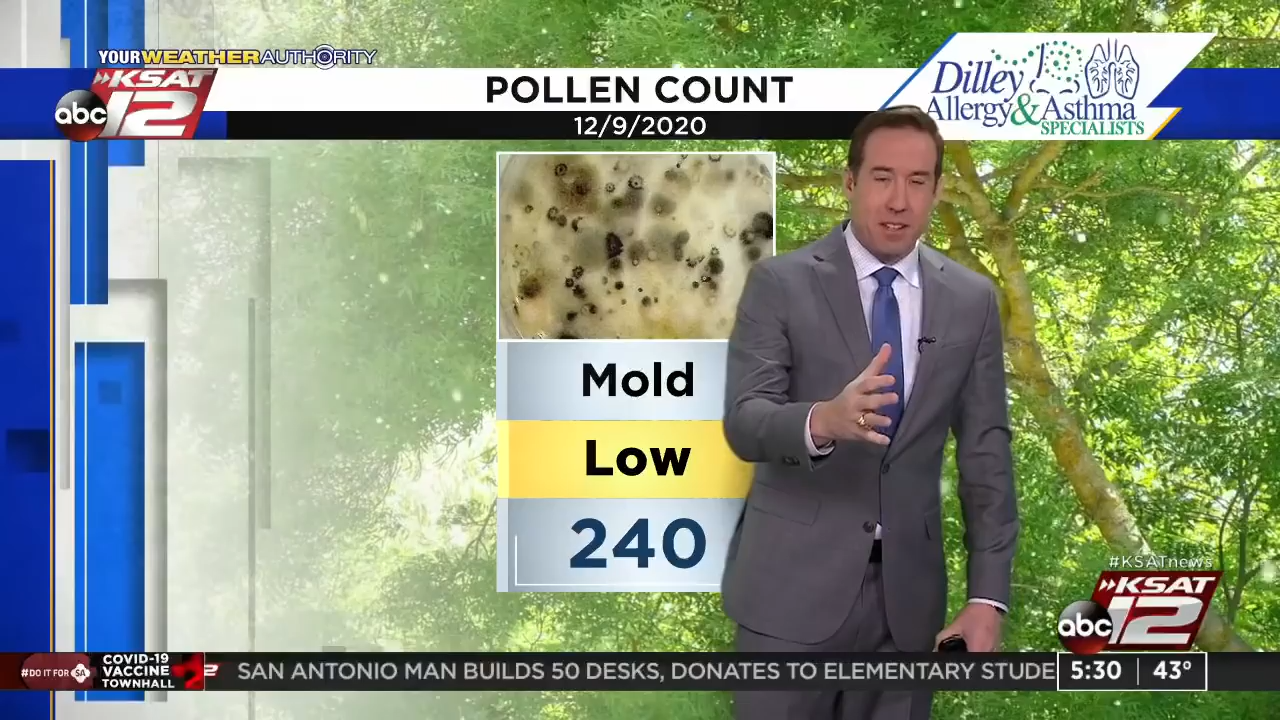 YOURWEATHERAUTHORITY
KSAT
abc 12
POLLEN COUNT
12/9/2020
Dilley
Allergy&Asthma
SPECIALISTS
Mold
Low
240
#KSATnews
KSAT
abc 12
#DO IT FOR SA
COVID-19
VACCINE
TOWNHALL
SAN ANTONIO MAN BUILDS 50 DESKS, DONATES TO ELEMENTARY STUDE
5:30 43°